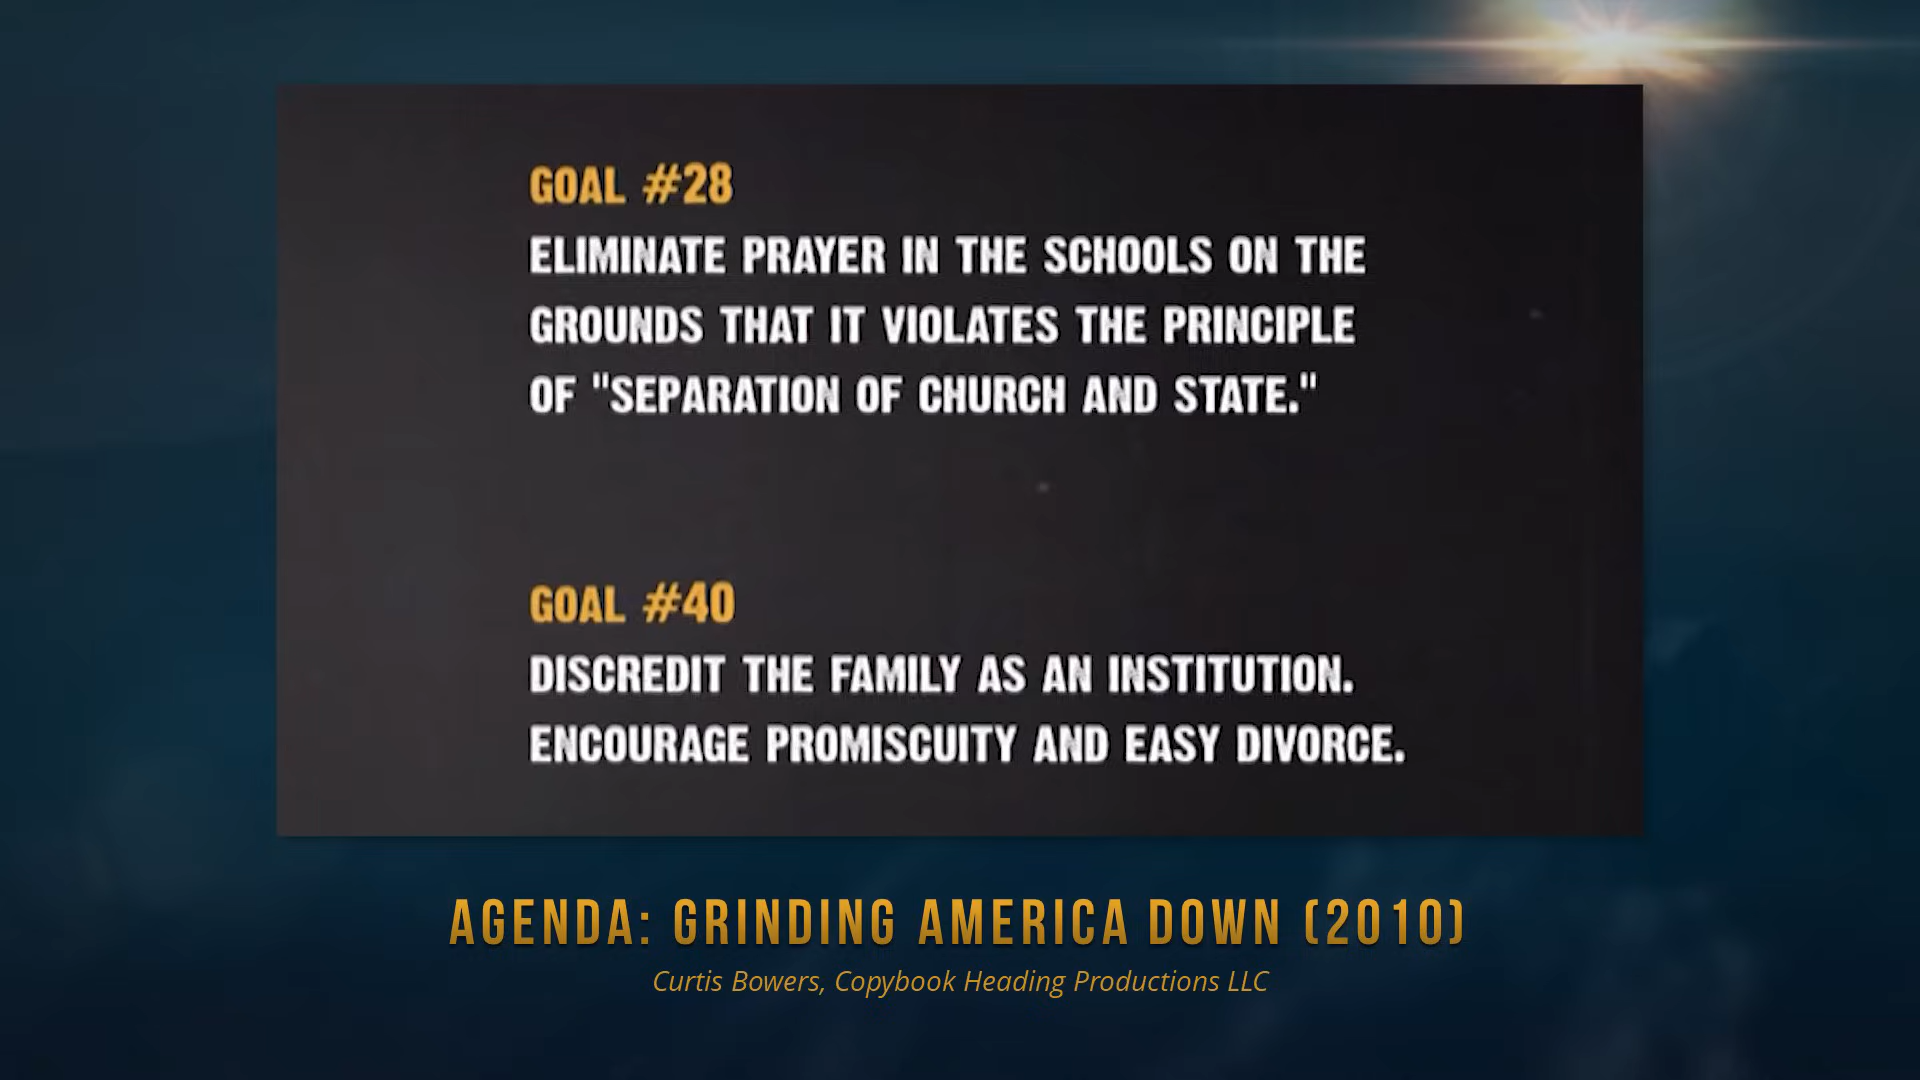 GOAL #28
ELIMINATE PRAYER IN THE SCHOOLS ON THE
GROUNDS THAT IT VIOLATES THE PRINCIPLE
OF "SEPARATION OF CHURCH AND STATE."
GOAL #40
DISCREDIT THE FAMILY AS AN INSTITUTION.
ENCOURAGE PROMISCUITY AND EASY DIVORCE.
AGENDA: GRINDING AMERICA DOWN (2010)
Curtis Bowers, Copybook Heading Productions LLC